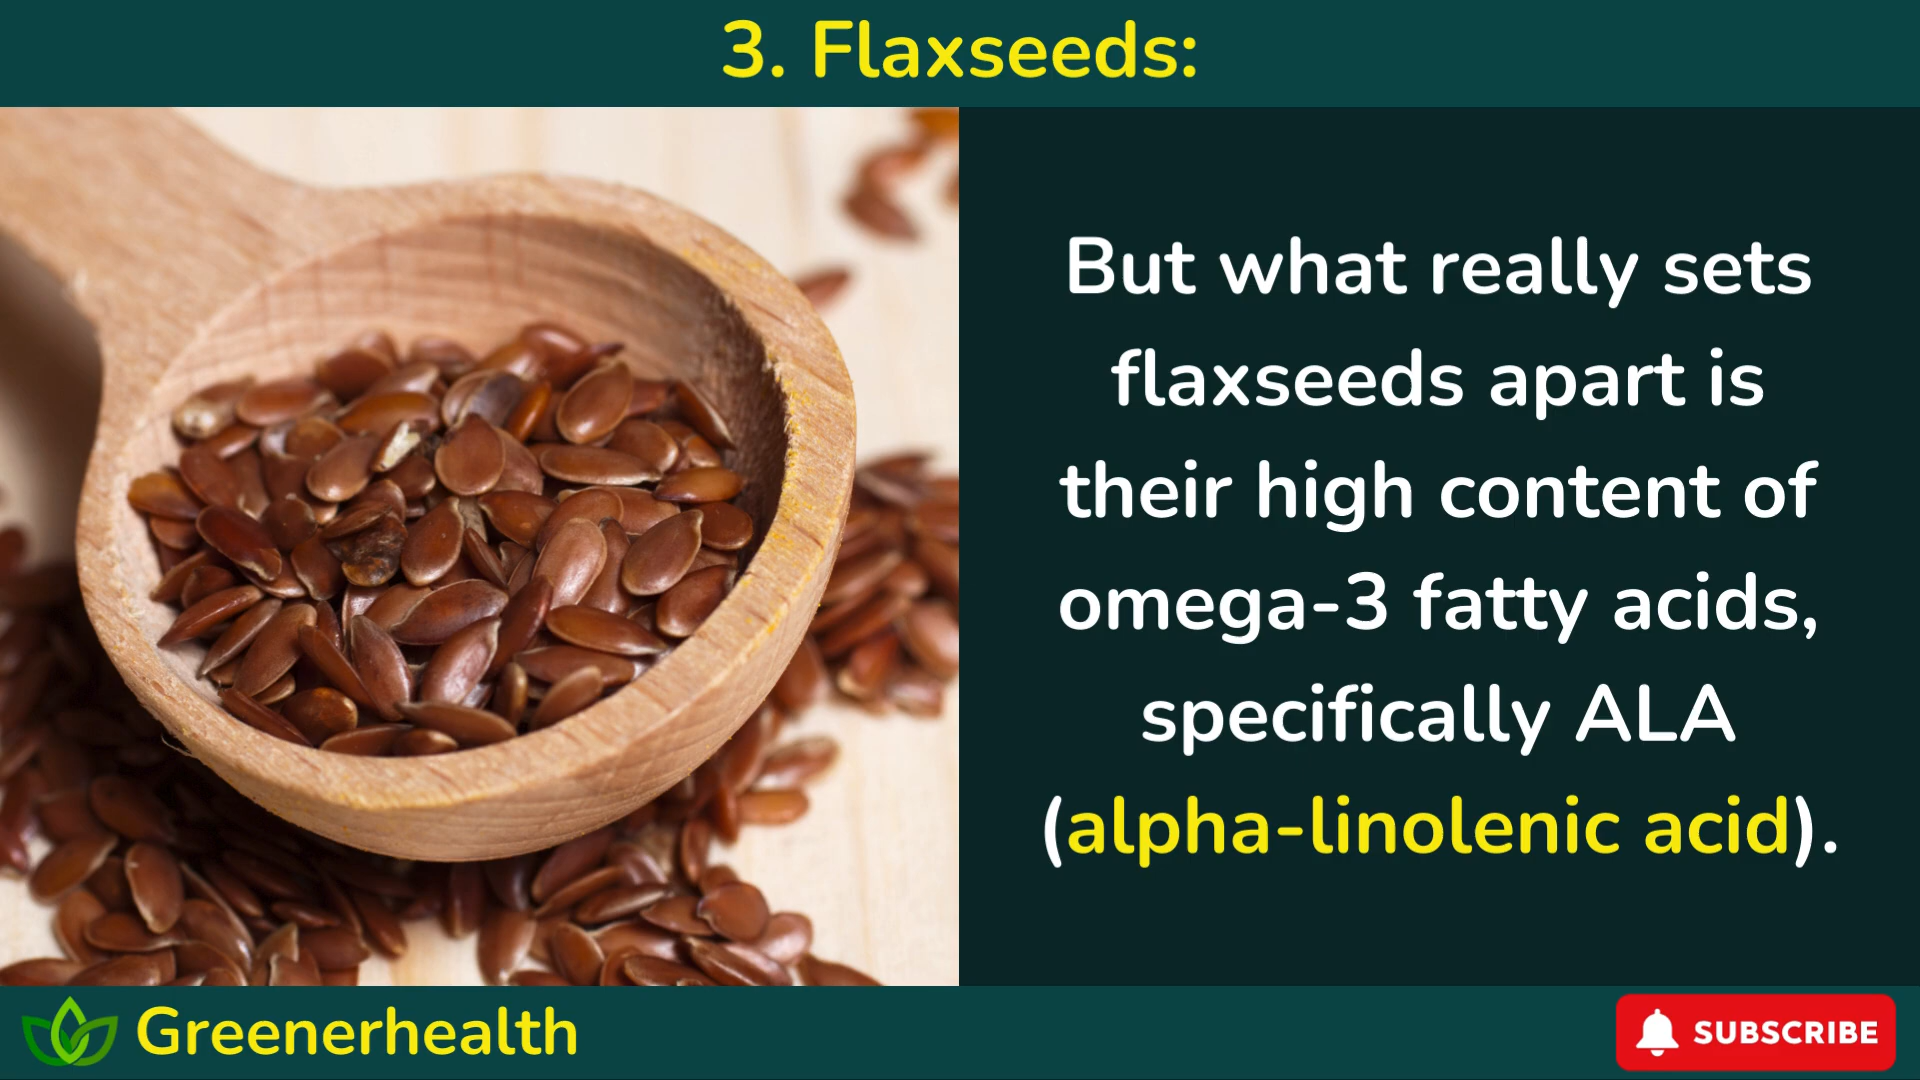 3. Flaxseeds:
But what really sets
flaxseeds apart is
their high content of
omega-3 fatty acids,
specifically ALA
(alpha-linolenic acid).
Greenerhealth
SUBSCRIBE